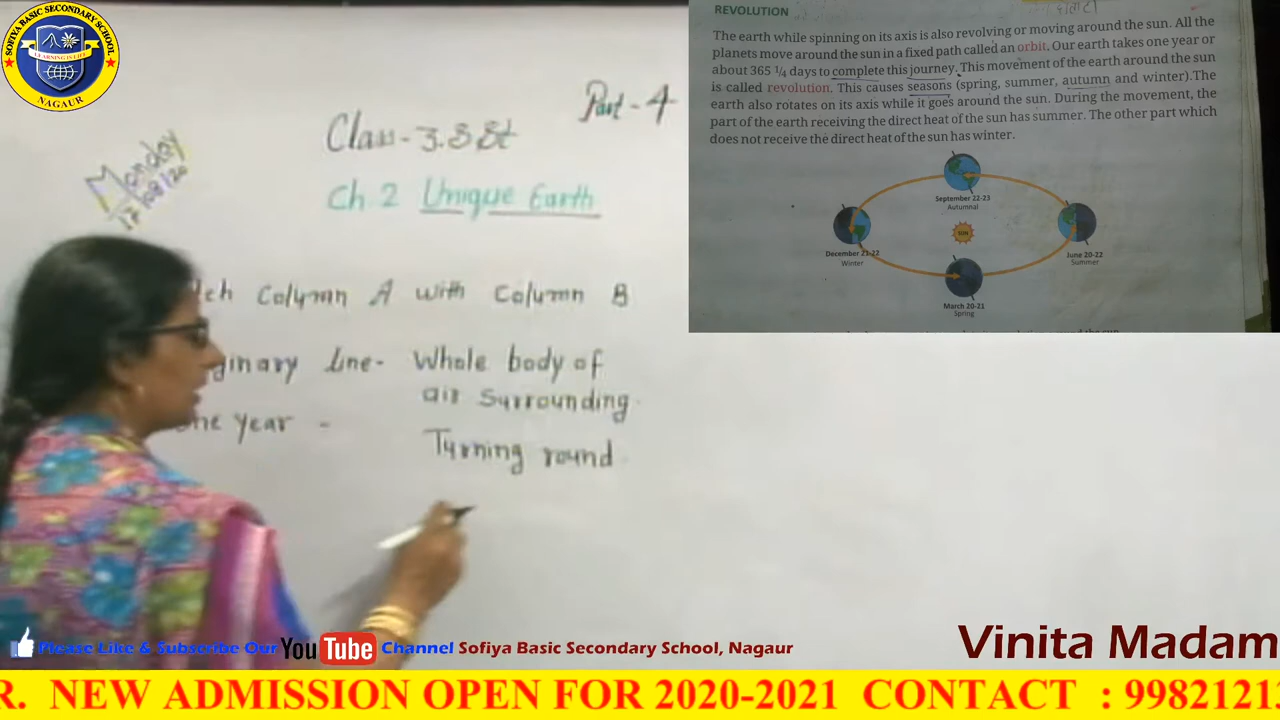 SOFIYA BASIC SECONDARY SCHOOL
LEARNING IS LIFE
NAGAUR
Monday
17/08/20
Part - 4
Class - 3.S St
Ch 2 Unique Earth
tch Column A with Column B
ginary line - Whole body of
air surrounding.
one year - Turning round
REVOLUTION
The earth while spinning on its axis is also revolving or moving around the sun. All the
planets move around the sun in a fixed path called an orbit. Our earth takes one year or
about 365 ¼ days to complete this journey. This movement of the earth around the sun
is called revolution. This causes seasons (spring, summer, autumn and winter).The
earth also rotates on its axis while it goes around the sun. During the movement, the
part of the earth receiving the direct heat of the sun has summer. The other part which
does not receive the direct heat of the sun has winter.
September 22-23
Autumnal
December 21-22
Winter
SUN
June 20-22
Summer
March 20-21
Spring
Please Like & Subscribe Our YouTube Channel Sofiya Basic Secondary School, Nagaur
Vinita Madam
R. NEW ADMISSION OPEN FOR 2020-2021 CONTACT : 9982121